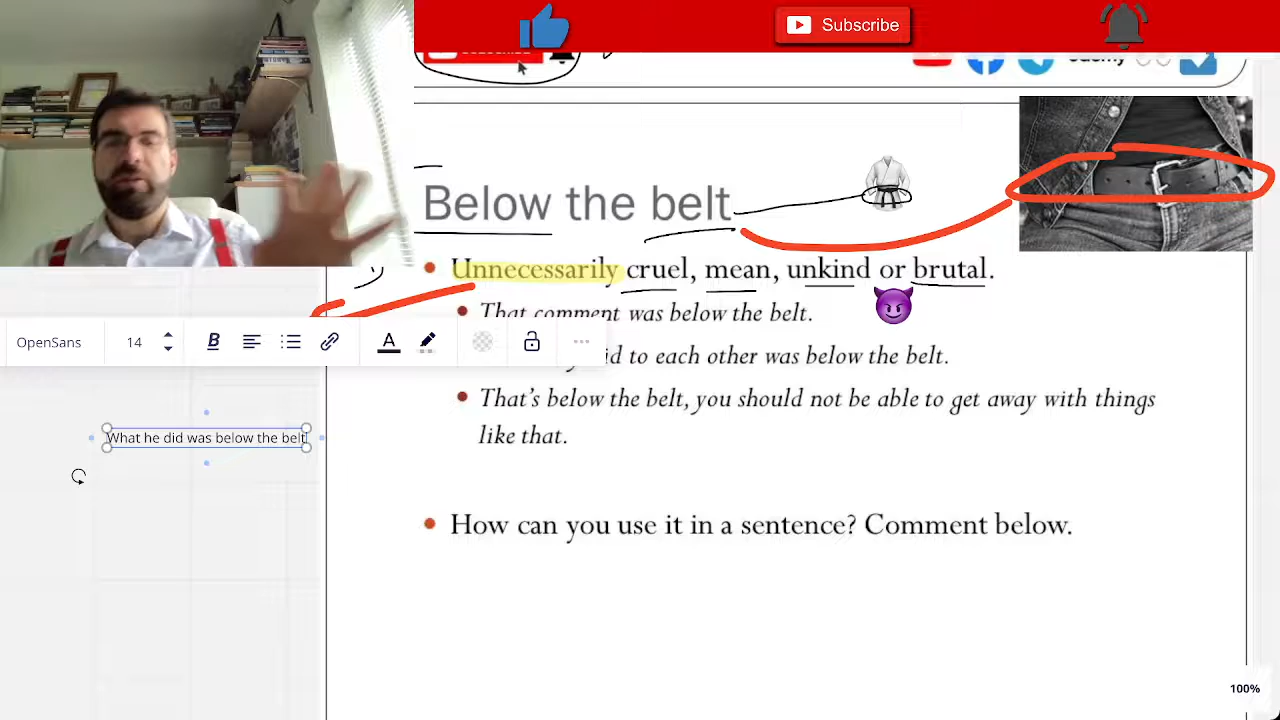 Subscribe
Below the belt
Unnecessarily cruel, mean, unkind or brutal.
That comment was below the belt.
to each other was below the belt.
That's below the belt, you should not be able to get away with things
like that.
OpenSans 14 B A
What he did was below the belt
How can you use it in a sentence? Comment below.
100%